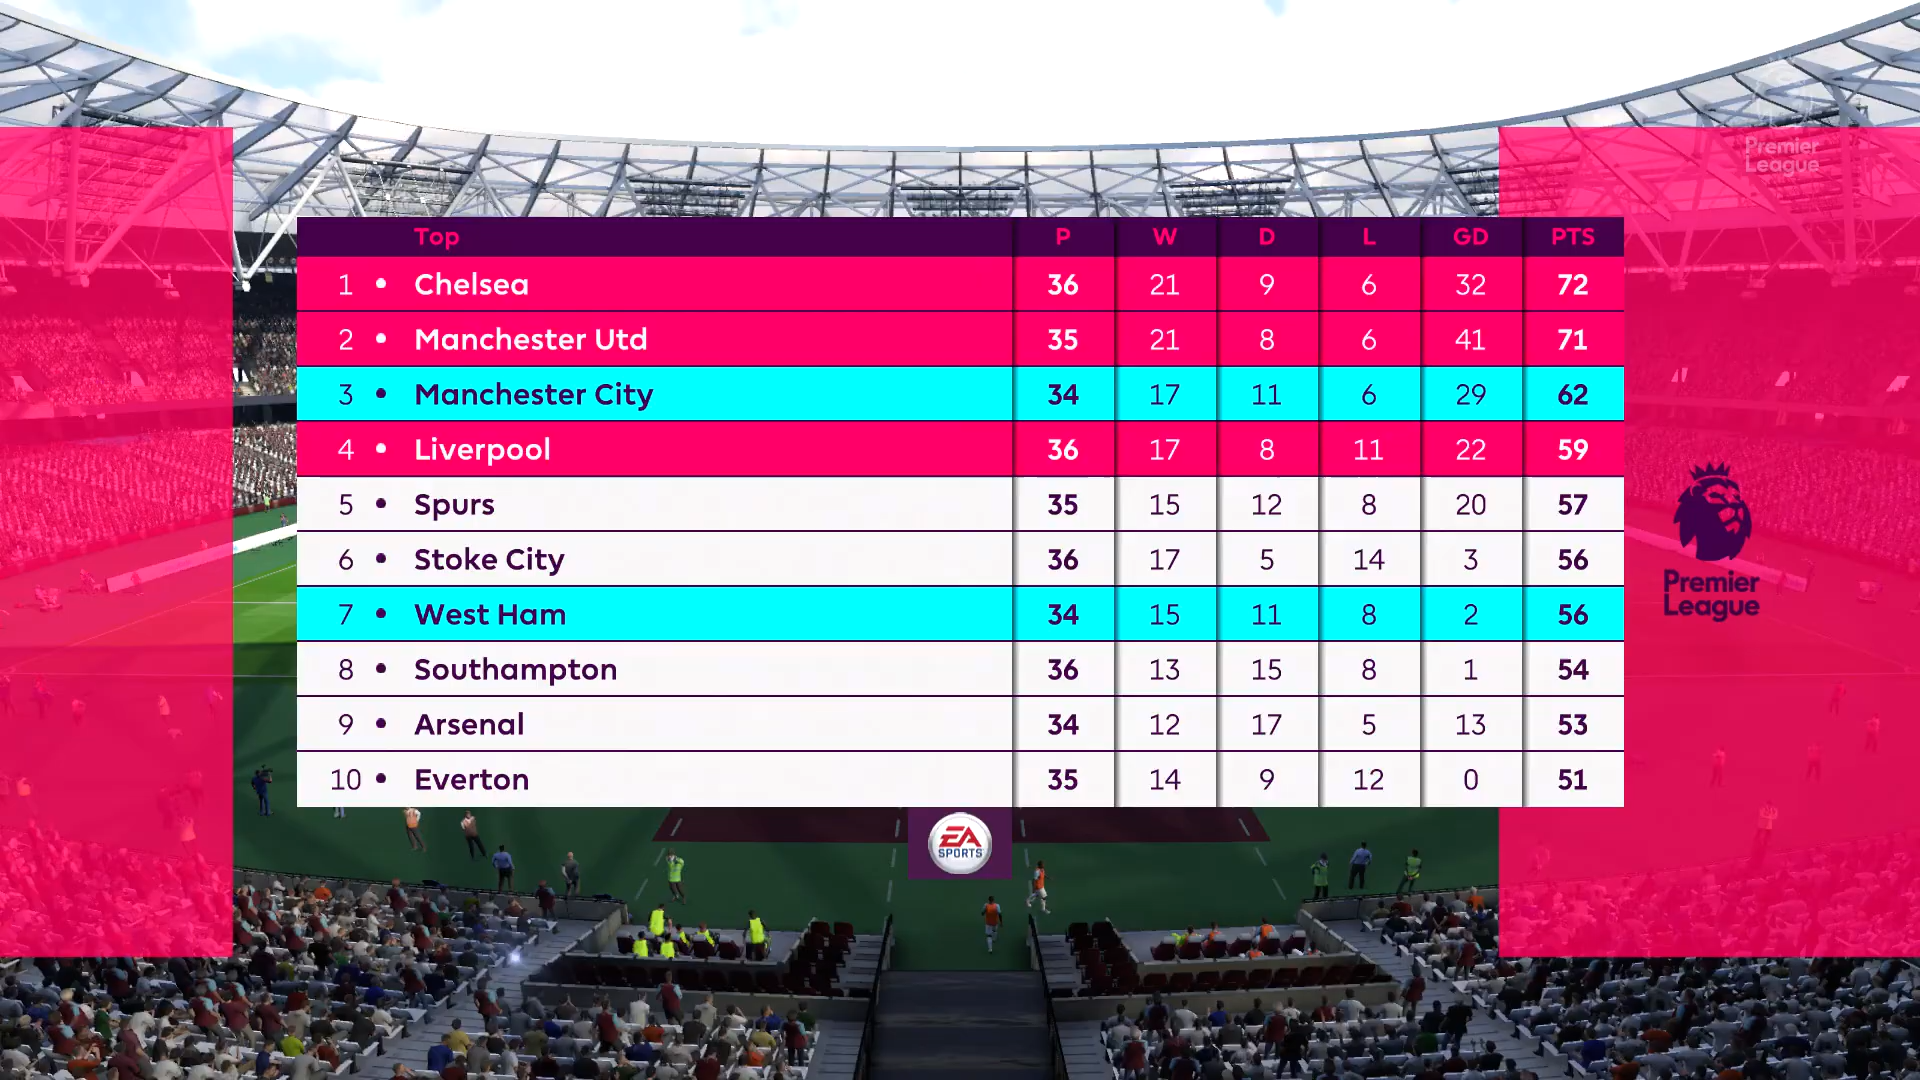 Premier
League
Top P W D L GD PTS
1 • Chelsea 36 21 9 6 32 72
2 • Manchester Utd 35 21 8 6 41 71
3 • Manchester City 34 17 11 6 29 62
4 • Liverpool 36 17 8 11 22 59
5 • Spurs 35 15 12 8 20 57
6 • Stoke City 36 17 5 14 3 56
7 • West Ham 34 15 11 8 2 56
8 • Southampton 36 13 15 8 1 54
9 • Arsenal 34 12 17 5 13 53
10 • Everton 35 14 9 12 0 51
Premier
League
EA
SPORTS